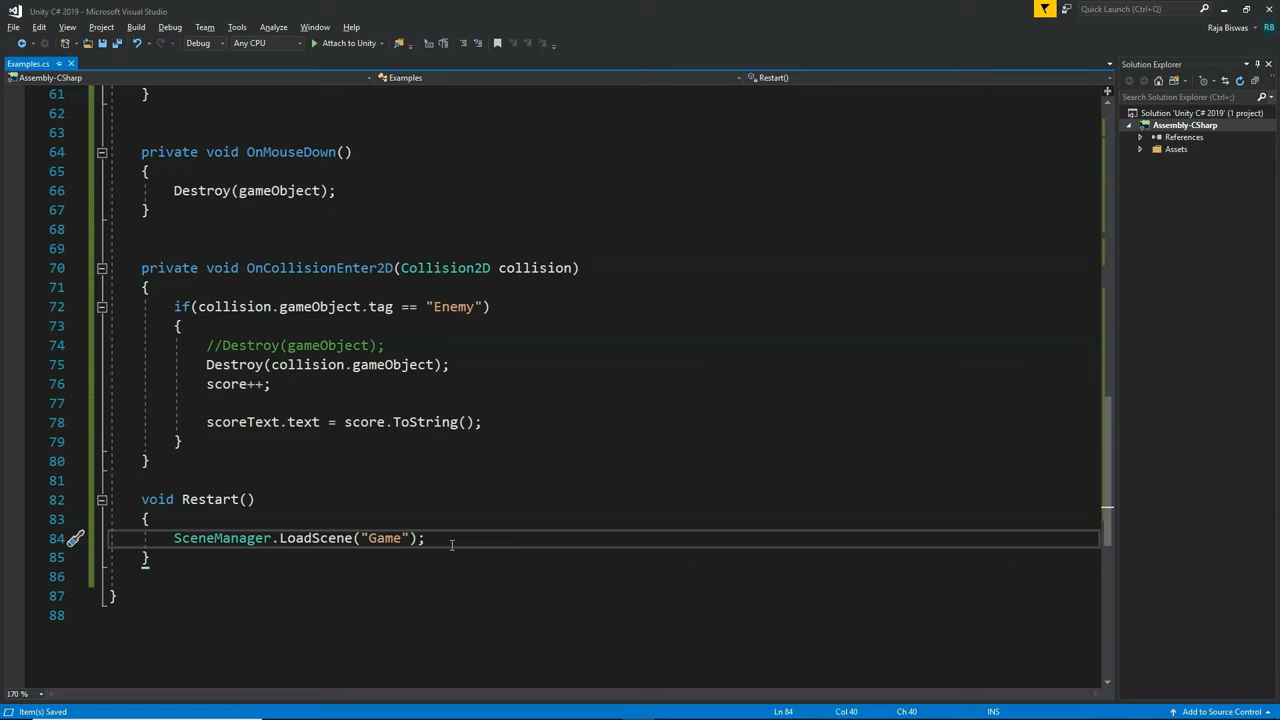 Unity C# 2019 - Microsoft Visual Studio
Quick Launch (Ctrl+Q)
File Edit View Project Build Debug Team Tools Analyze Window Help
Raja Biswas RB
Debug Any CPU Attach to Unity
Examples.cs
Solution Explorer
Assembly-CSharp Examples Restart()
Search Solution Explorer (Ctrl+;)
Solution 'Unity C# 2019' (1 project)
Assembly-CSharp
References
Assets
61 }
62
63
64 private void OnMouseDown()
65 {
66 Destroy(gameObject);
67 }
68
69
70 private void OnCollisionEnter2D(Collision2D collision)
71 {
72 if(collision.gameObject.tag == "Enemy")
73 {
74 //Destroy(gameObject);
75 Destroy(collision.gameObject);
76 score++;
77
78 scoreText.text = score.ToString();
79 }
80 }
81
82 void Restart()
83 {
84 SceneManager.LoadScene("Game");
85 }
86
87 }
88
170 %
Item(s) Saved Ln 84 Col 40 Ch 40 INS Add to Source Control